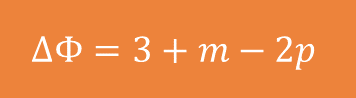 ΔΦ = 3 + m − 2p